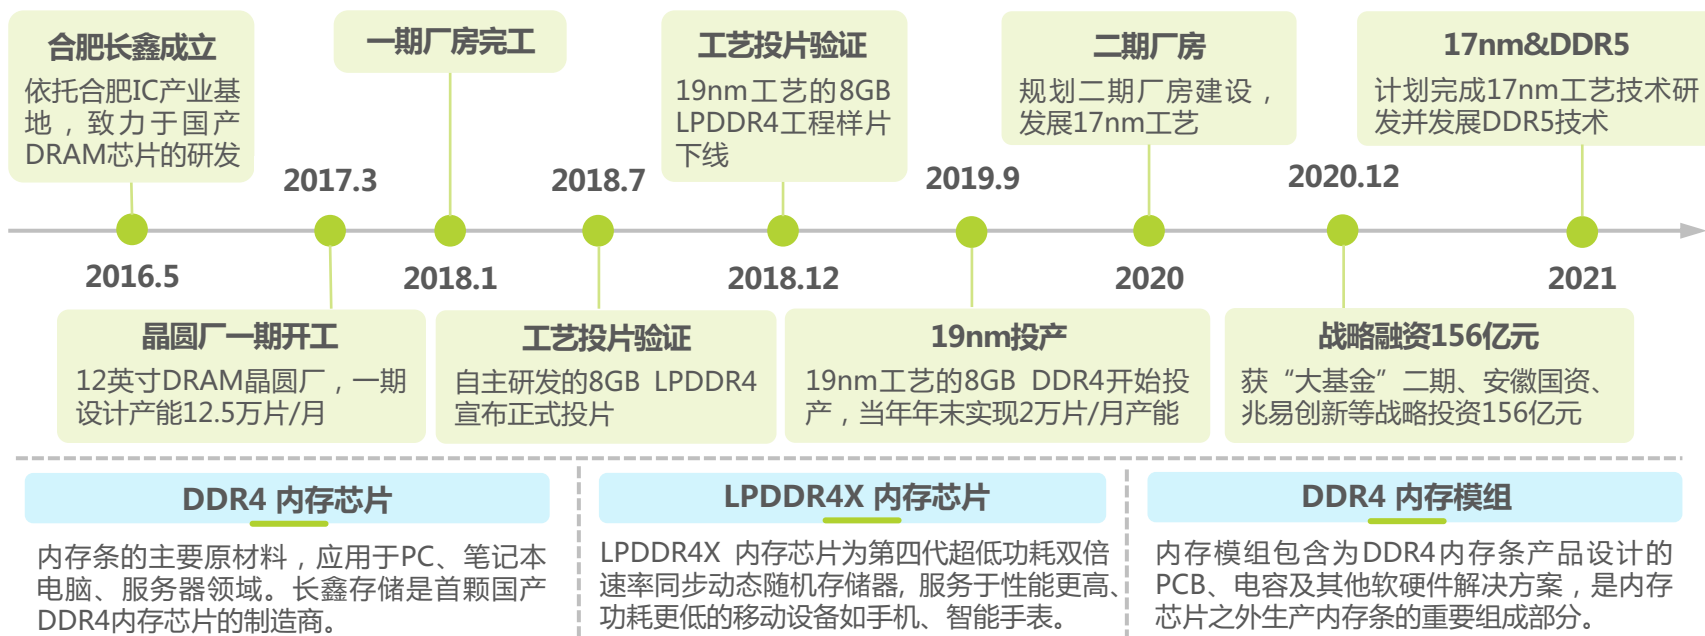 合肥长鑫成立
依托合肥IC产业基
地，致力于国产
DRAM芯片的研发
一期厂房完工
工艺投片验证
19nm工艺的8GB
LPDDR4工程样片
下线
二期厂房
规划二期厂房建设，
发展17nm工艺
17nm&DDR5
计划完成17nm工艺技术研
发并发展DDR5技术
2017.3
2018.7
2019.9
2020.12
2016.5
2018.1
2018.12
2020
2021
晶圆厂一期开工
12英寸DRAM晶圆厂，一期
设计产能12.5万片/月
工艺投片验证
自主研发的8GB LPDDR4
宣布正式投片
19nm投产
19nm工艺的8GB DDR4开始投
产，当年年末实现2万片/月产能
战略融资156亿元
获“大基金”二期、安徽国资、
兆易创新等战略投资156亿元
DDR4 内存芯片
内存条的主要原材料，应用于PC、笔记本
电脑、服务器领域。长鑫存储是首颗国产
DDR4内存芯片的制造商。
LPDDR4X 内存芯片
LPDDR4X 内存芯片为第四代超低功耗双倍
速率同步动态随机存储器, 服务于性能更高、
功耗更低的移动设备如手机、智能手表。
DDR4 内存模组
内存模组包含为DDR4内存条产品设计的
PCB、电容及其他软硬件解决方案，是内存
芯片之外生产内存条的重要组成部分。